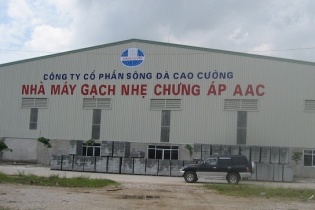 CÔNG TY CỔ PHẦN SÔNG ĐÀ CAO CƯỜNG
NHÀ MÁY GẠCH NHẸ CHƯNG ÁP AAC